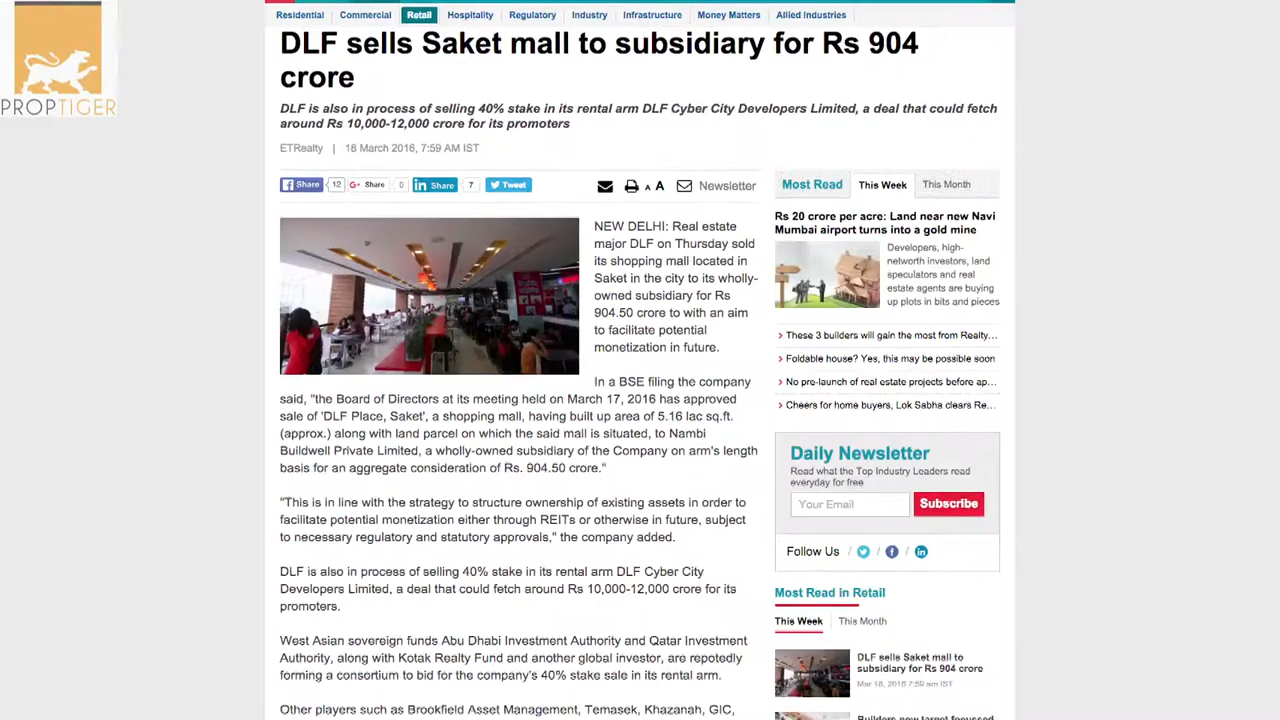 PROPTIGER
Residential Commercial Retail Hospitality Regulatory Industry Infrastructure Money Matters Allied Industries
DLF sells Saket mall to subsidiary for Rs 904
crore
DLF is also in process of selling 40% stake in its rental arm DLF Cyber City Developers Limited, a deal that could fetch
around Rs 10,000-12,000 crore for its promoters
ETRealty | 18 March 2016, 7:59 AM IST
Share 12 G+ Share 0 in Share 7 Tweet A A Newsletter
NEW DELHI: Real estate
major DLF on Thursday sold
its shopping mall located in
Saket in the city to its wholly-
owned subsidiary for Rs
904.50 crore to with an aim
to facilitate potential
monetization in future.
In a BSE filing the company
said, "the Board of Directors at its meeting held on March 17, 2016 has approved
sale of 'DLF Place, Saket', a shopping mall, having built up area of 5.16 lac sq.ft.
(approx.) along with land parcel on which the said mall is situated, to Nambi
Buildwell Private Limited, a wholly-owned subsidiary of the Company on arm's length
basis for an aggregate consideration of Rs. 904.50 crore."
"This is in line with the strategy to structure ownership of existing assets in order to
facilitate potential monetization either through REITs or otherwise in future, subject
to necessary regulatory and statutory approvals," the company added.
DLF is also in process of selling 40% stake in its rental arm DLF Cyber City
Developers Limited, a deal that could fetch around Rs 10,000-12,000 crore for its
promoters.
West Asian sovereign funds Abu Dhabi Investment Authority and Qatar Investment
Authority, along with Kotak Realty Fund and another global investor, are repotedly
forming a consortium to bid for the company's 40% stake sale in its rental arm.
Other players such as Brookfield Asset Management, Temasek, Khazanah, GIC,
Most Read This Week This Month
Rs 20 crore per acre: Land near new Navi
Mumbai airport turns into a gold mine
Developers, high-
networth investors, land
speculators and real
estate agents are buying
up plots in bits and pieces
These 3 builders will gain the most from Realty...
Foldable house? Yes, this may be possible soon
No pre-launch of real estate projects before ap...
Cheers for home buyers, Lok Sabha clears Re...
Daily Newsletter
Read what the Top Industry Leaders read
everyday for free
Your Email Subscribe
Follow Us / / f / in
Most Read in Retail
This Week This Month
DLF sells Saket mall to
subsidiary for Rs 904 crore
Mar 18, 2016 7:59 am IST
Builders now target focussed